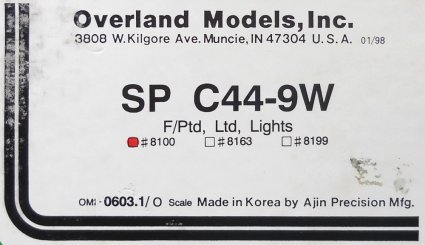 Overland Models, Inc.
3808 W. Kilgore Ave. Muncie, IN 47304 U. S. A. 01/98
SP C44-9W
F/Ptd, Ltd, Lights
#8100 #8163 #8199
OMI - 0603.1/ O Scale Made in Korea by Ajin Precision Mfg.